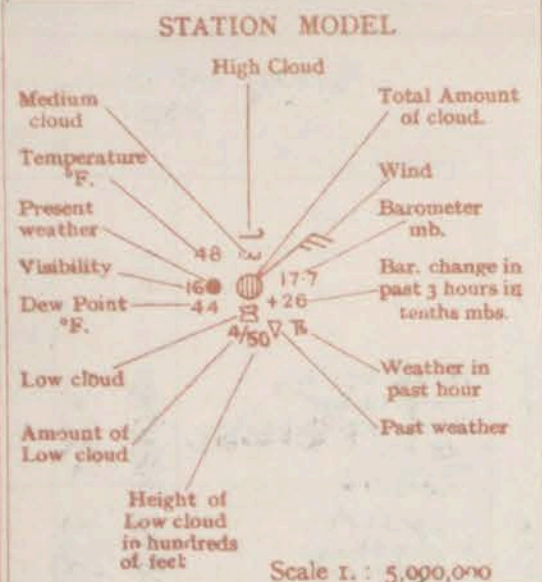 STATION MODEL
High Cloud
Medium
cloud
Total Amount
of cloud.
Temperature
°F.
Wind
Present
weather
Barometer
mb.
48
Visibility
16
17.7
Bar. change in
past 3 hours in
tenths mbs.
Dew Point
°F.
44
+26
4/50
Low cloud
Weather in
past hour
Amount of
Low cloud
Past weather
Height of
Low cloud
in hundreds
of feet
Scale 1. : 5,000,000